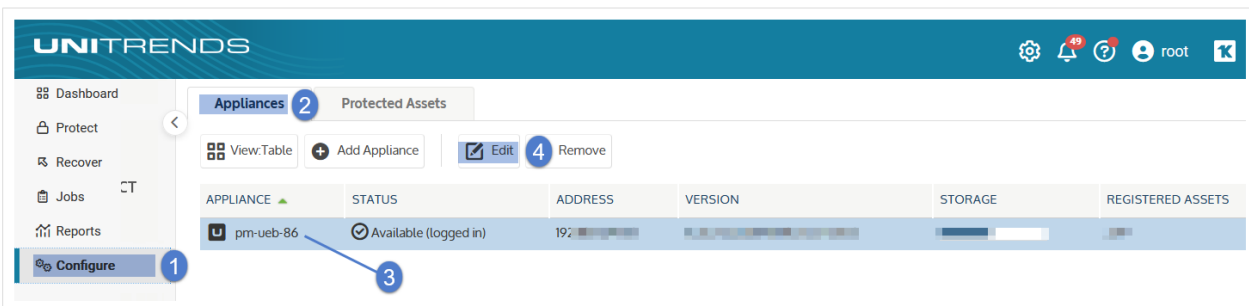 UNITRENDS
49
? root
Dashboard
Protect
Recover
Jobs
CT
Reports
Configure 1
Appliances 2 Protected Assets
View:Table Add Appliance Edit 4 Remove
APPLIANCE STATUS ADDRESS VERSION STORAGE REGISTERED ASSETS
U pm-ueb-86 Available (logged in) 192
3